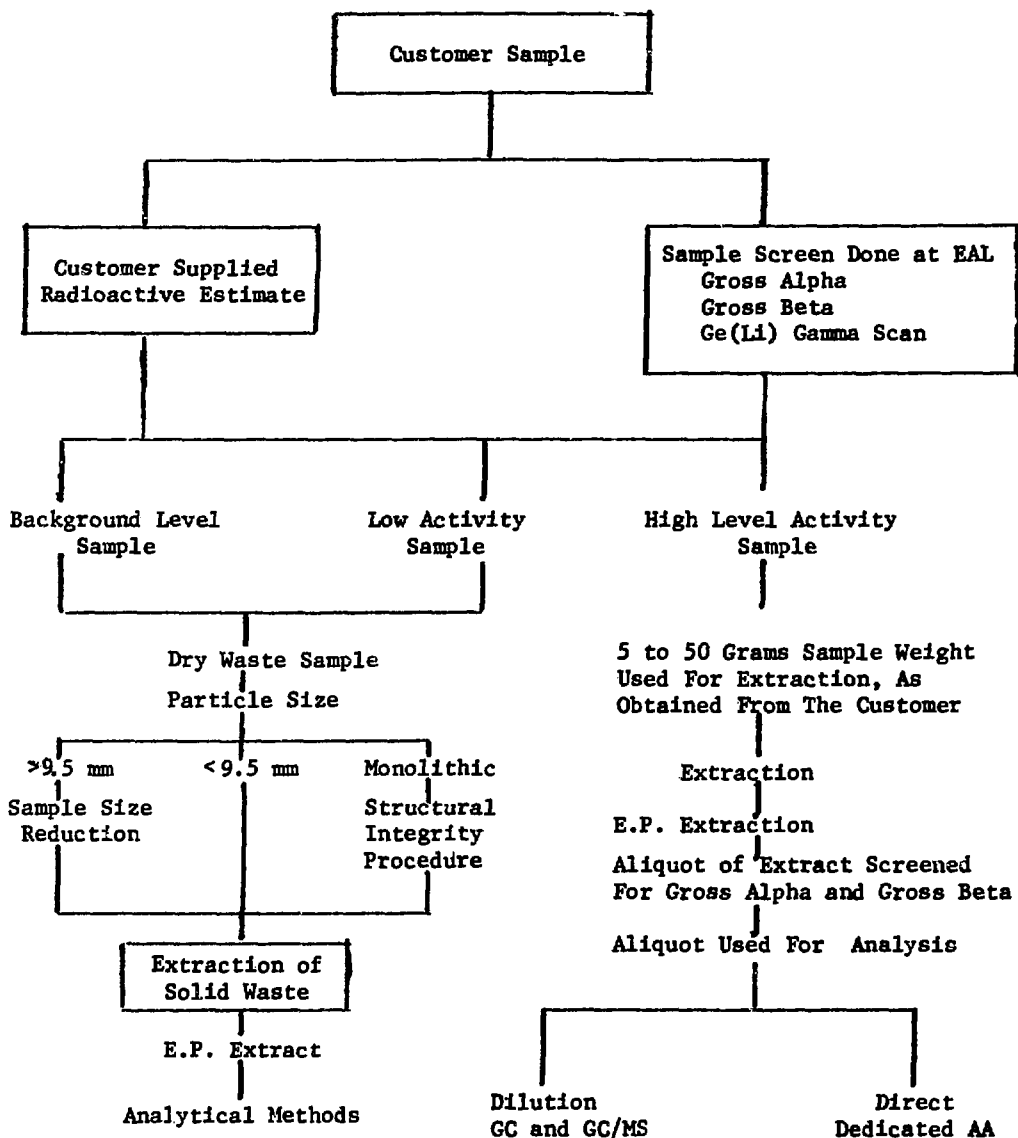 Customer Sample
Customer Supplied
Radioactive Estimate
Sample Screen Done at EAL
Gross Alpha
Gross Beta
Ge(Li) Gamma Scan
Background Level
Sample
Low Activity
Sample
High Level Activity
Sample
Dry Waste Sample
Particle Size
>9.5 mm
<9.5 mm
Monolithic
Sample Size
Reduction
Structural
Integrity
Procedure
Extraction of
Solid Waste
E.P. Extract
Analytical Methods
5 to 50 Grams Sample Weight
Used For Extraction, As
Obtained From The Customer
Extraction
E.P. Extraction
Aliquot of Extract Screened
For Gross Alpha and Gross Beta
Aliquot Used For Analysis
Dilution
GC and GC/MS
Direct
Dedicated AA